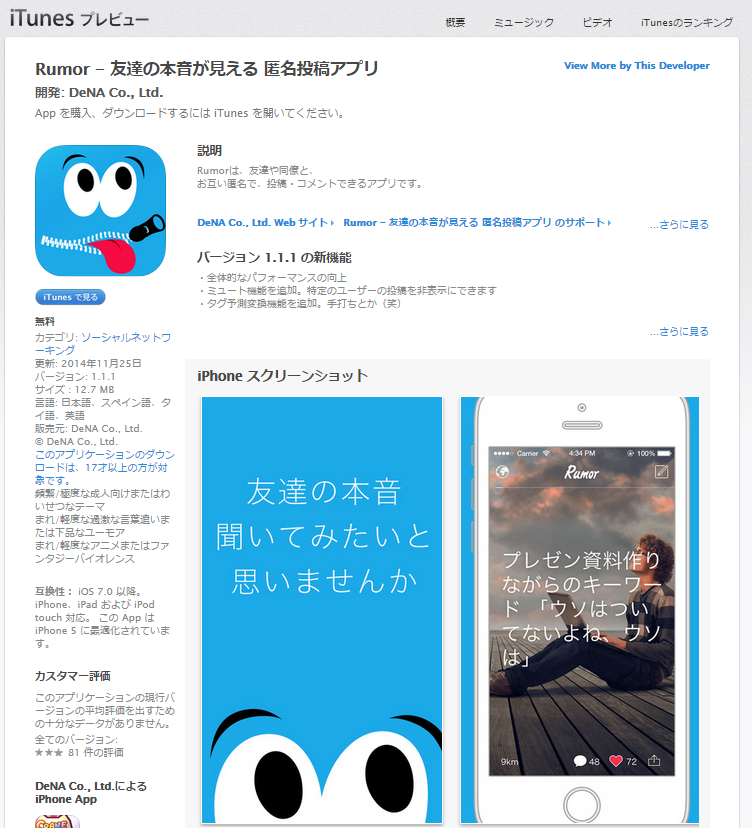 iTunes プレビュー
概要 ミュージック ビデオ iTunesのランキング
Rumor – 友達の本音が見える 匿名投稿アプリ
View More by This Developer
開発: DeNA Co., Ltd.
App を購入、ダウンロードするには iTunes を開いてください。
説明
Rumorは、友達や同僚と、
お互い匿名で、投稿・コメントできるアプリです。
DeNA Co., Ltd. Web サイト Rumor – 友達の本音が見える 匿名投稿アプリ のサポート
...さらに見る
バージョン 1.1.1 の新機能
・全体的なパフォーマンスの向上
・ミュート機能を追加。特定のユーザーの投稿を非表示にできます
・タグ予測変換機能を追加。手打ちとか（笑）
...さらに見る
iTunes で見る
無料
カテゴリ: ソーシャルネットワ
ーキング
更新: 2014年11月25日
バージョン: 1.1.1
サイズ : 12.7 MB
言語: 日本語、スペイン語、タ
イ語、英語
販売元: DeNA Co., Ltd.
© DeNA Co., Ltd.
このアプリケーションのダウン
ロードは、17才以上の方が対
象です。
頻繁/極度な成人向けまたはわ
いせつなテーマ
まれ/軽度な過激な言葉遣いま
たは下品なユーモア
まれ/軽度なアニメまたはファ
ンタジーバイオレンス
互換性： iOS 7.0 以降。
iPhone、iPad および iPod
touch 対応。 この App は
iPhone 5 に最適化されていま
す。
カスタマー評価
このアプリケーションの現行バ
ージョンの平均評価を出すため
の十分なデータがありません。
全てのバージョン:
★★★ 81 件の評価
DeNA Co., Ltd.による
iPhone App
iPhone スクリーンショット
友達の本音
聞いてみたいと
思いませんか
Carrier 4:34 PM 100%
Rumor
プレゼン資料作り
ながらのキーワー
ド 「ウソはつい
てないよね、ウソ
は」
9km 48 72